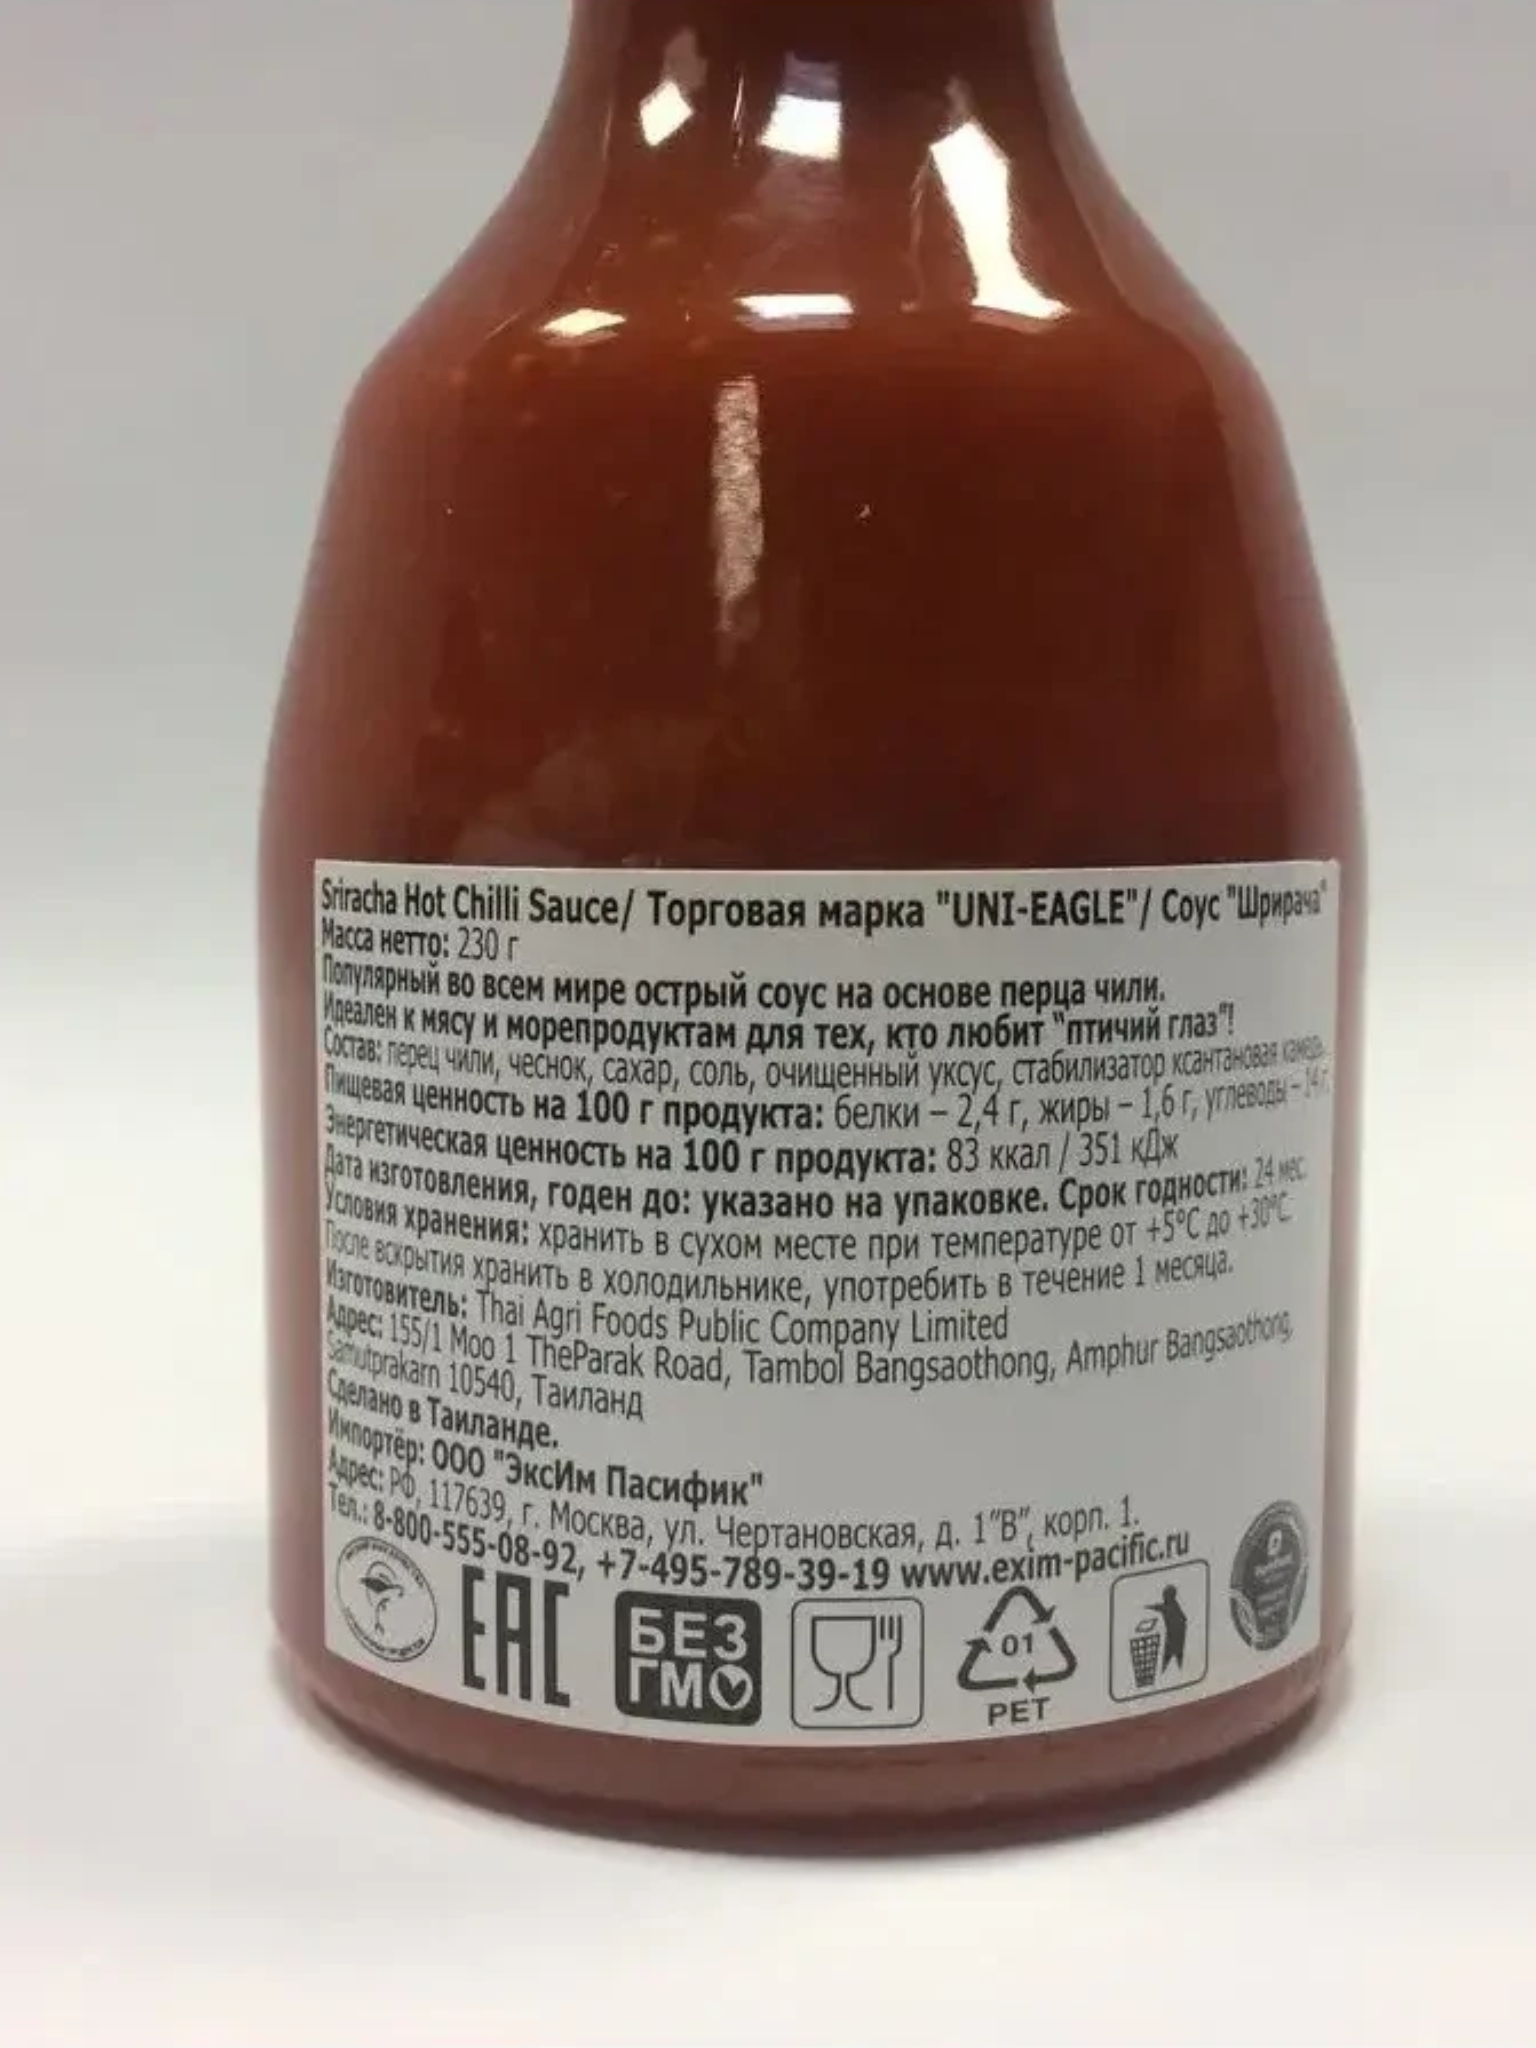 Sriracha Hot Chilli Sauce/ Торговая марка "UNI-EAGLE"/ Соус "Шрирача"
Масса нетто: 230 г
Популярный во всем мире острый соус на основе перца чили.
Идеален к мясу и морепродуктам для тех, кто любит "птичий глаз"!
Состав: перец чили, чеснок, сахар, соль, очищенный уксус, стабилизатор ксантановая камедь.
Пищевая ценность на 100 г продукта: белки – 2,4 г, жиры – 1,6 г, углеводы – 14 г.
Энергетическая ценность на 100 г продукта: 83 ккал / 351 кДж
Дата изготовления, годен до: указано на упаковке. Срок годности: 24 мес.
Условия хранения: хранить в сухом месте при температуре от +5°C до +30°C.
После вскрытия хранить в холодильнике, употребить в течение 1 месяца.
Изготовитель: Thai Agri Foods Public Company Limited
Адрес: 155/1 Moo 1 TheParak Road, Tambol Bangsaothong, Amphur Bangsaothong,
Samutprakarn 10540, Таиланд
Сделано в Таиланде.
Импортёр: ООО "ЭксИм Пасифик"
Адрес: РФ, 117639, г. Москва, ул. Чертановская, д. 1"В", корп. 1.
Тел.: 8-800-555-08-92, +7-495-789-39-19 www.exim-pacific.ru
ЕАС
БЕЗ
ГМО
01
PET